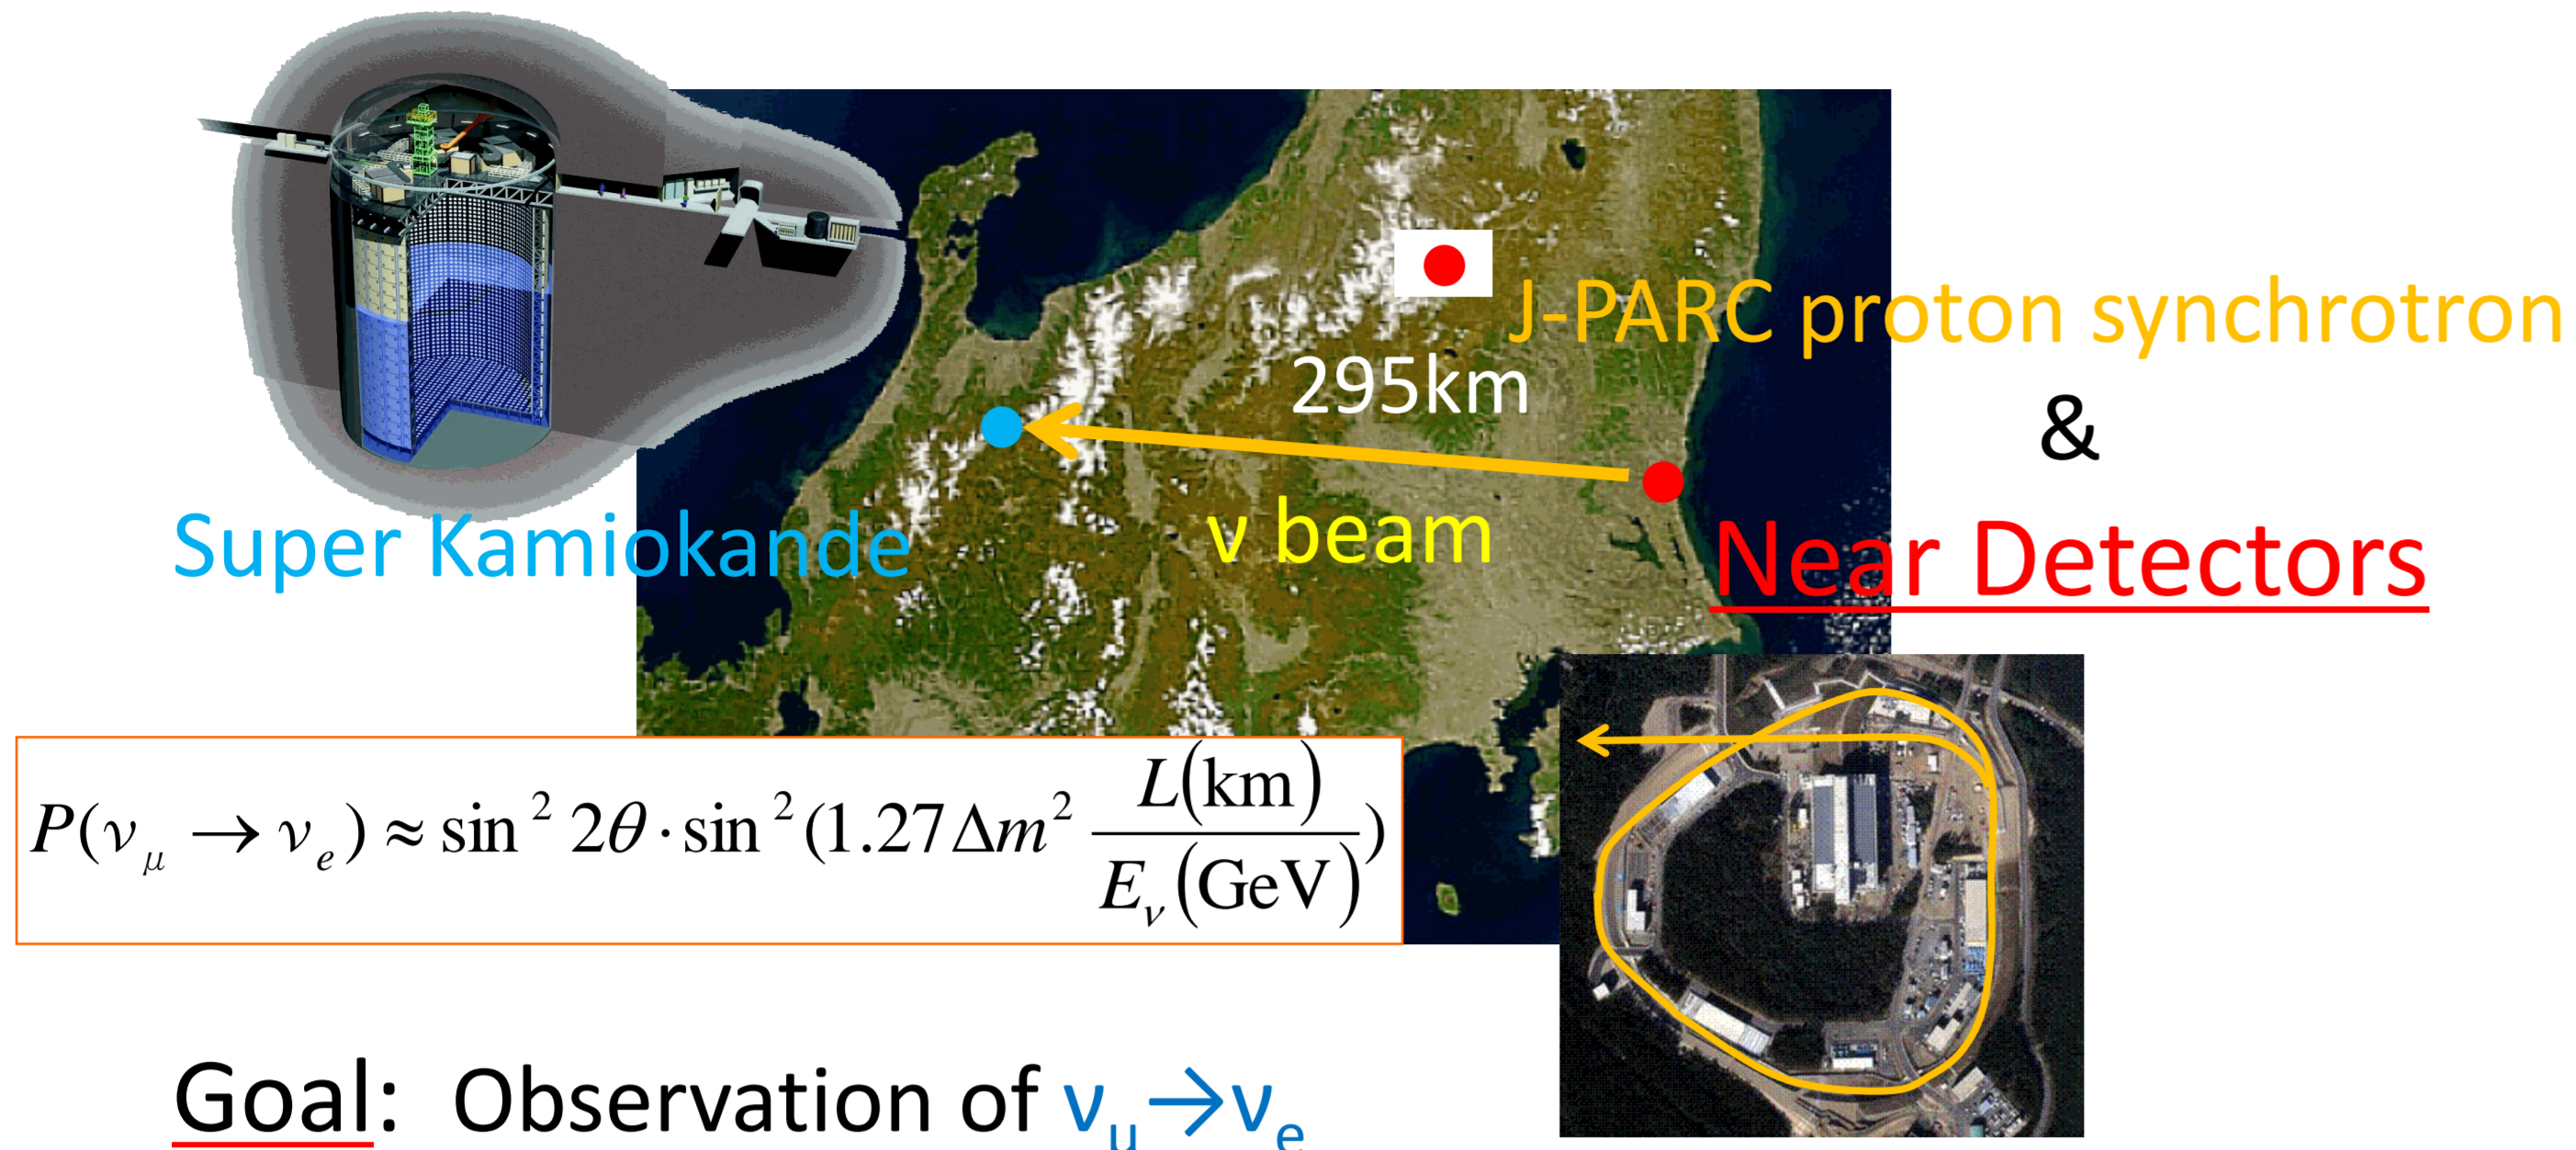 J-PARC proton synchrotron
295km
&
Super Kamiokande
ν beam
Near Detectors
P(ν_μ → ν_e) ≈ sin² 2θ · sin²(1.27Δm² L(km)/E_ν(GeV))
Goal: Observation of ν_μ→ν_e